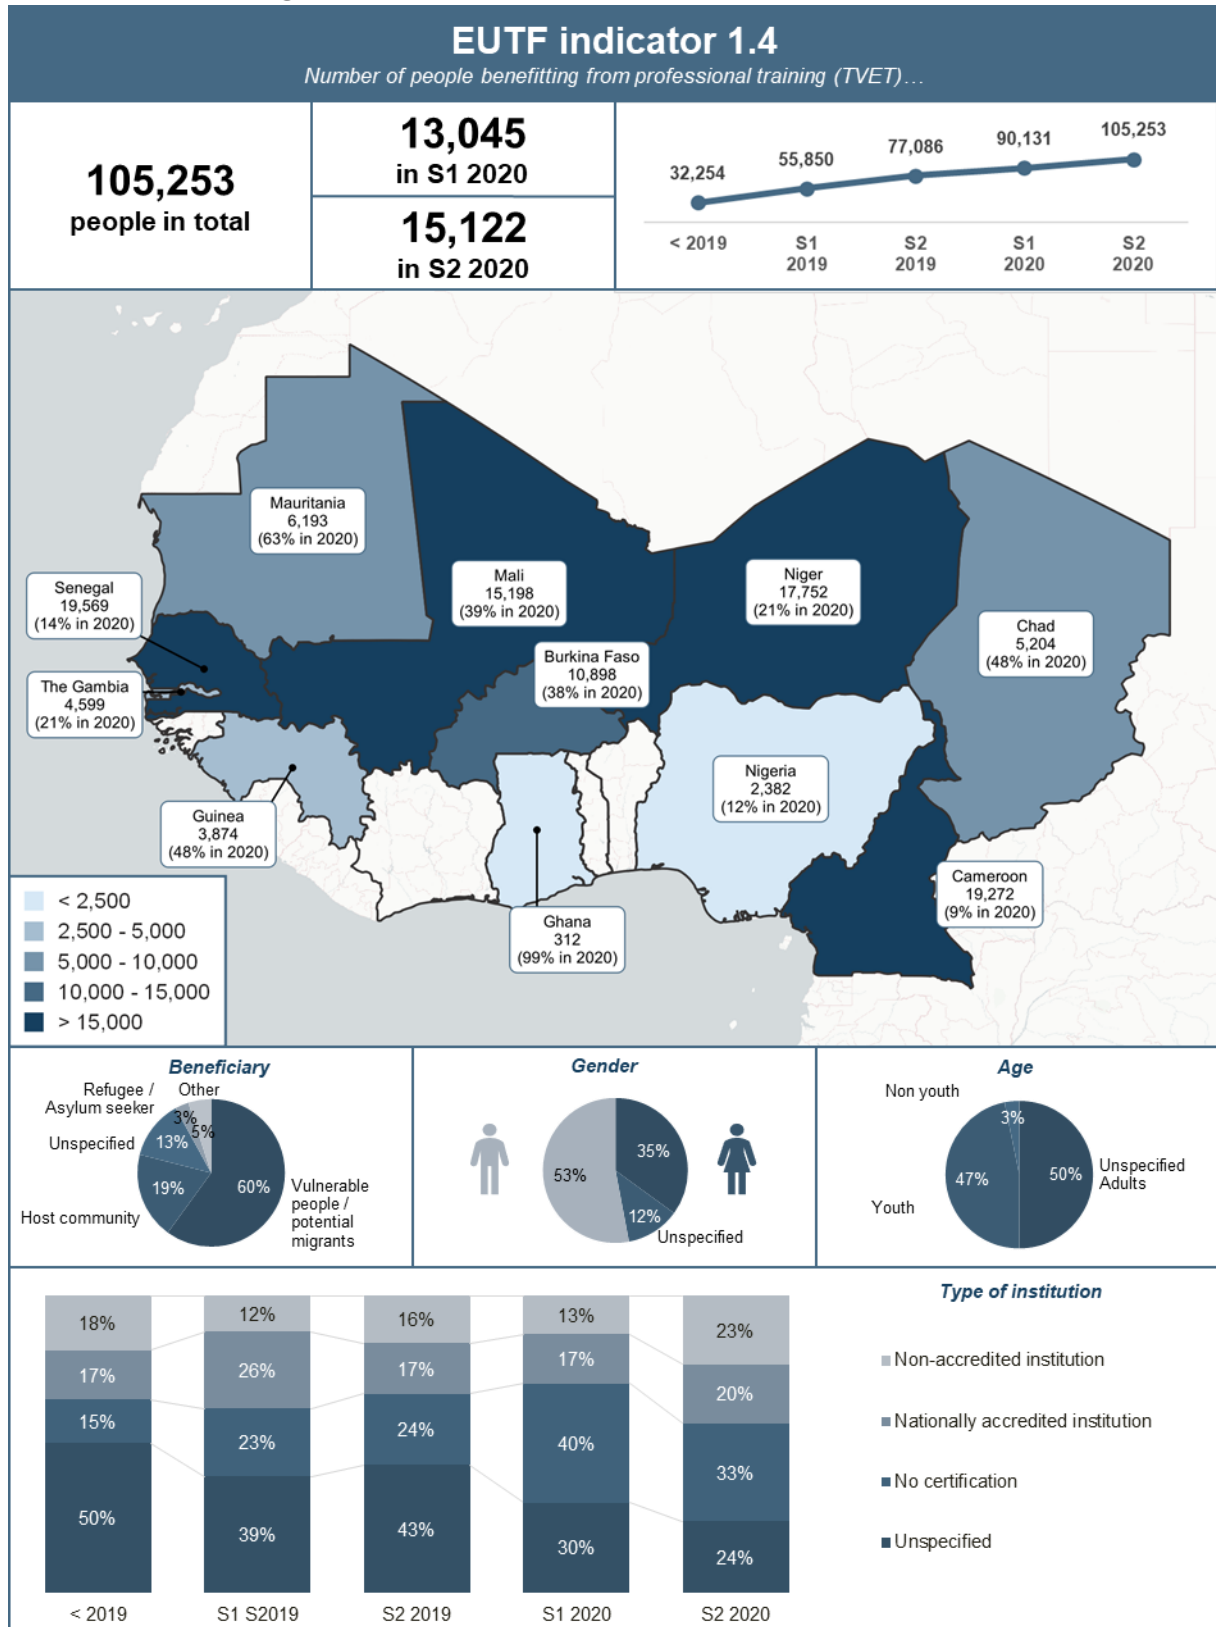 EUTF indicator 1.4
Number of people benefitting from professional training (TVET)…
105,253
people in total
13,045
in S1 2020
15,122
in S2 2020
32,254
55,850
77,086
90,131
105,253
< 2019
S1
2019
S2
2019
S1
2020
S2
2020
Mauritania
6,193
(63% in 2020)
Senegal
19,569
(14% in 2020)
Mali
15,198
(39% in 2020)
Niger
17,752
(21% in 2020)
Chad
5,204
(48% in 2020)
Burkina Faso
10,898
(38% in 2020)
The Gambia
4,599
(21% in 2020)
Nigeria
2,382
(12% in 2020)
Guinea
3,874
(48% in 2020)
Cameroon
19,272
(9% in 2020)
Ghana
312
(99% in 2020)
< 2,500
2,500 - 5,000
5,000 - 10,000
10,000 - 15,000
> 15,000
Beneficiary
Refugee /
Asylum seeker
Other
Unspecified
Host community
Vulnerable
people /
potential
migrants
3%
5%
13%
19%
60%
Gender
53%
35%
12%
Unspecified
Age
Non youth
3%
47%
50%
Unspecified
Adults
Youth
18%
12%
16%
13%
23%
17%
26%
17%
17%
20%
15%
23%
24%
40%
33%
50%
39%
43%
30%
24%
< 2019
S1 S2019
S2 2019
S1 2020
S2 2020
Type of institution
Non-accredited institution
Nationally accredited institution
No certification
Unspecified